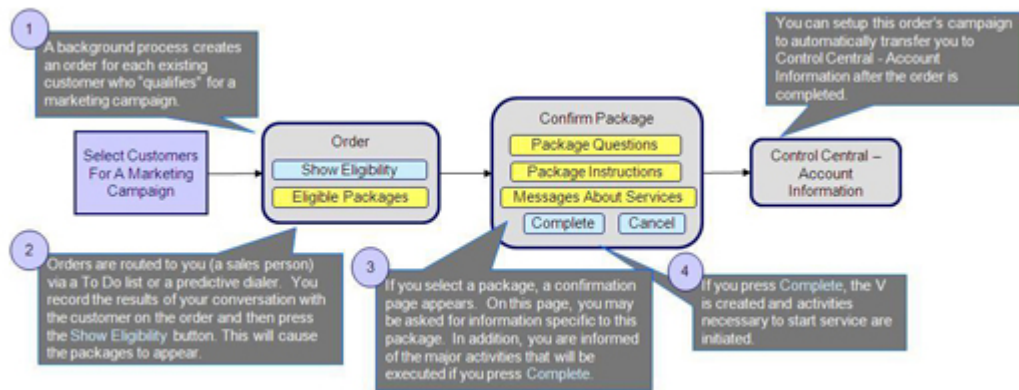 1
A background process creates
an order for each existing
customer who "qualifies" for a
marketing campaign.
You can setup this order's campaign
to automatically transfer you to
Control Central - Account
Information after the order is
completed.
Select Customers
For A Marketing
Campaign
Order
Show Eligibility
Eligible Packages
Confirm Package
Package Questions
Package Instructions
Messages About Services
Complete
Cancel
Control Central –
Account
Information
2
Orders are routed to you (a sales person)
via a To Do list or a predictive dialer. You
record the results of your conversation with
the customer on the order and then press
the Show Eligibility button. This will cause
the packages to appear.
3
If you select a package, a confirmation
page appears. On this page, you may
be asked for information specific to this
package. In addition, you are informed
of the major activities that will be
executed if you press Complete.
4
If you press Complete, the V
is created and activities
necessary to start service are
initiated.